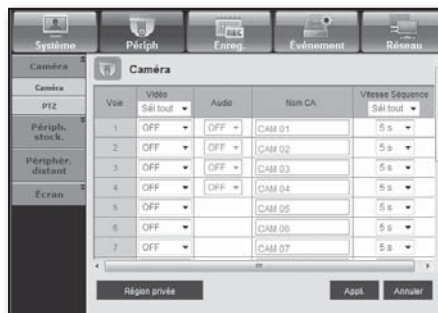 Système Périph Enreg. Événement Réseau
Caméra
Caméra
PTZ
Périph. stock.
Périphér. distant
Écran
Caméra
Voie Vidéo Audio Nom CA Vitesse Séquence
Sél tout Sél tout
1 OFF OFF CAM 01 5 s
2 OFF OFF CAM 02 5 s
3 OFF OFF CAM 03 5 s
4 OFF OFF CAM 04 5 s
5 OFF CAM 05 5 s
6 OFF CAM 06 5 s
7 OFF CAM 07 5 s
Région privée Appli. Annuler